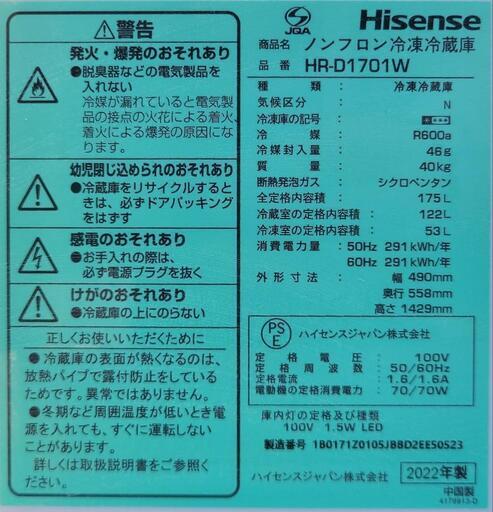 警告
発火・爆発のおそれあり
●脱臭器などの電気製品を
入れない
冷媒が漏れていると電気製
品の接点の火花による着火、
着火による爆発の原因にな
ります。
幼児閉じ込められのおそれあり
●冷蔵庫をリサイクルすると
きは、必ずドアパッキング
をはずす
感電のおそれあり
●お手入れの際は、
必ず電源プラグを抜く
けがのおそれあり
●冷蔵庫の上にのらない
正しくお使いいただくために
●冷蔵庫の表面が熱くなるのは、
放熱パイプで露付防止をしている
ためです。異常ではありません。
●冬期など周囲温度が低いとき電源
を入れても、すぐに運転しない
ことがあります。
詳しくは取扱説明書をご覧ください。
JQA
Hisense
商品名 ノンフロン冷凍冷蔵庫
品番 HR-D1701W
種類 : 冷凍冷蔵庫
気候区分 : N
冷凍庫の記号 :
冷媒 : R600a
冷媒封入量 : 46g
質量 : 40kg
断熱発泡ガス : シクロペンタン
全定格内容積 : 175L
冷蔵室の定格内容積 : 122L
冷凍室の定格内容積 : 53L
消費電力量 : 50Hz 291kWh/年
60Hz 291kWh/年
外形寸法 : 幅 490mm
奥行 558mm
高さ 1429mm
PSE
ハイセンスジャパン株式会社
定格電圧 : 100V
定格周波数 : 50/60Hz
定格電流 : 1.6/1.6A
電動機の定格消費電力 : 70/70W
庫内灯の定格及び種類
100V 1.5W LED
製造番号 1B0171Z0105JBBD2EES0523
ハイセンスジャパン株式会社
2022年製
中国製